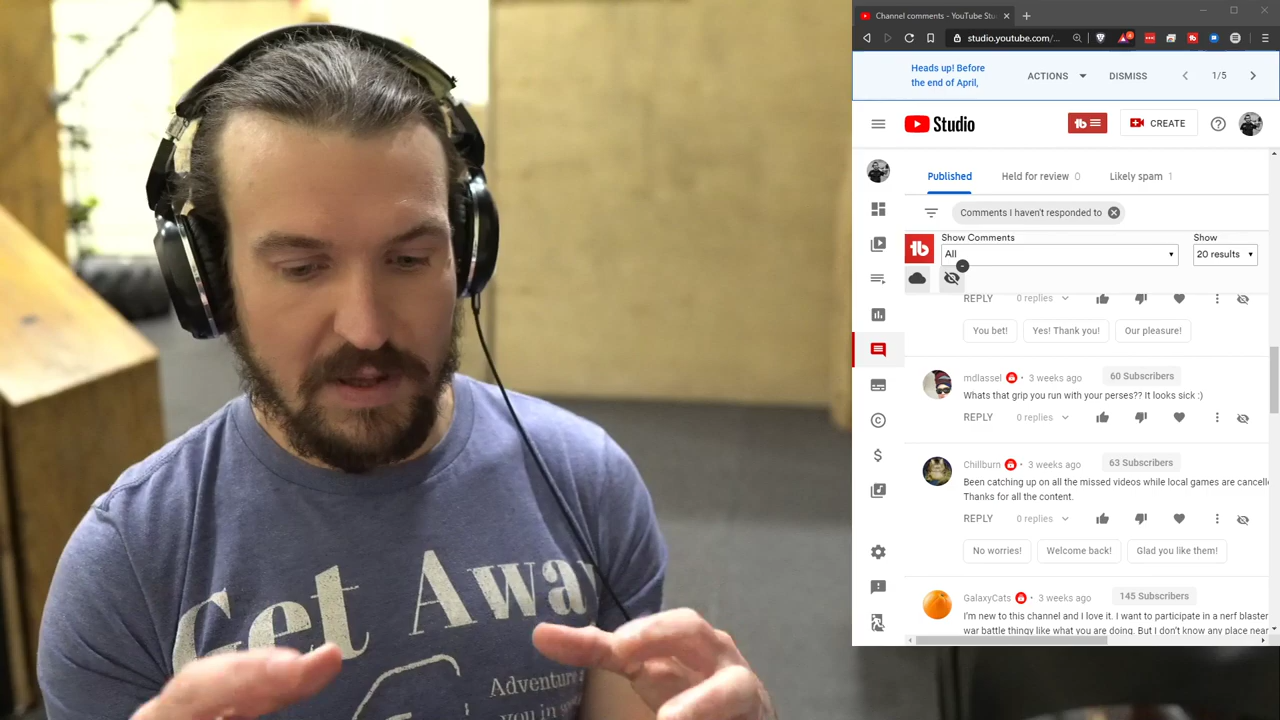 Channel comments - YouTube Stu
studio.youtube.com/...
4
Heads up! Before
the end of April,
ACTIONS
DISMISS
1/5
Studio
tb
CREATE
Published
Held for review 0
Likely spam 1
Comments I haven't responded to
tb
Show Comments
Show
All
20 results
REPLY
0 replies
You bet!
Yes! Thank you!
Our pleasure!
mdlassel • 3 weeks ago
60 Subscribers
Whats that grip you run with your perses?? It looks sick :)
REPLY
0 replies
Chillburn • 3 weeks ago
63 Subscribers
Been catching up on all the missed videos while local games are cancelle
Thanks for all the content.
REPLY
0 replies
No worries!
Welcome back!
Glad you like them!
GalaxyCats • 3 weeks ago
145 Subscribers
I'm new to this channel and I love it. I want to participate in a nerf blaster
war battle thingy like what you are doing. But I don't know any place near
Get Away
Adventure
you in